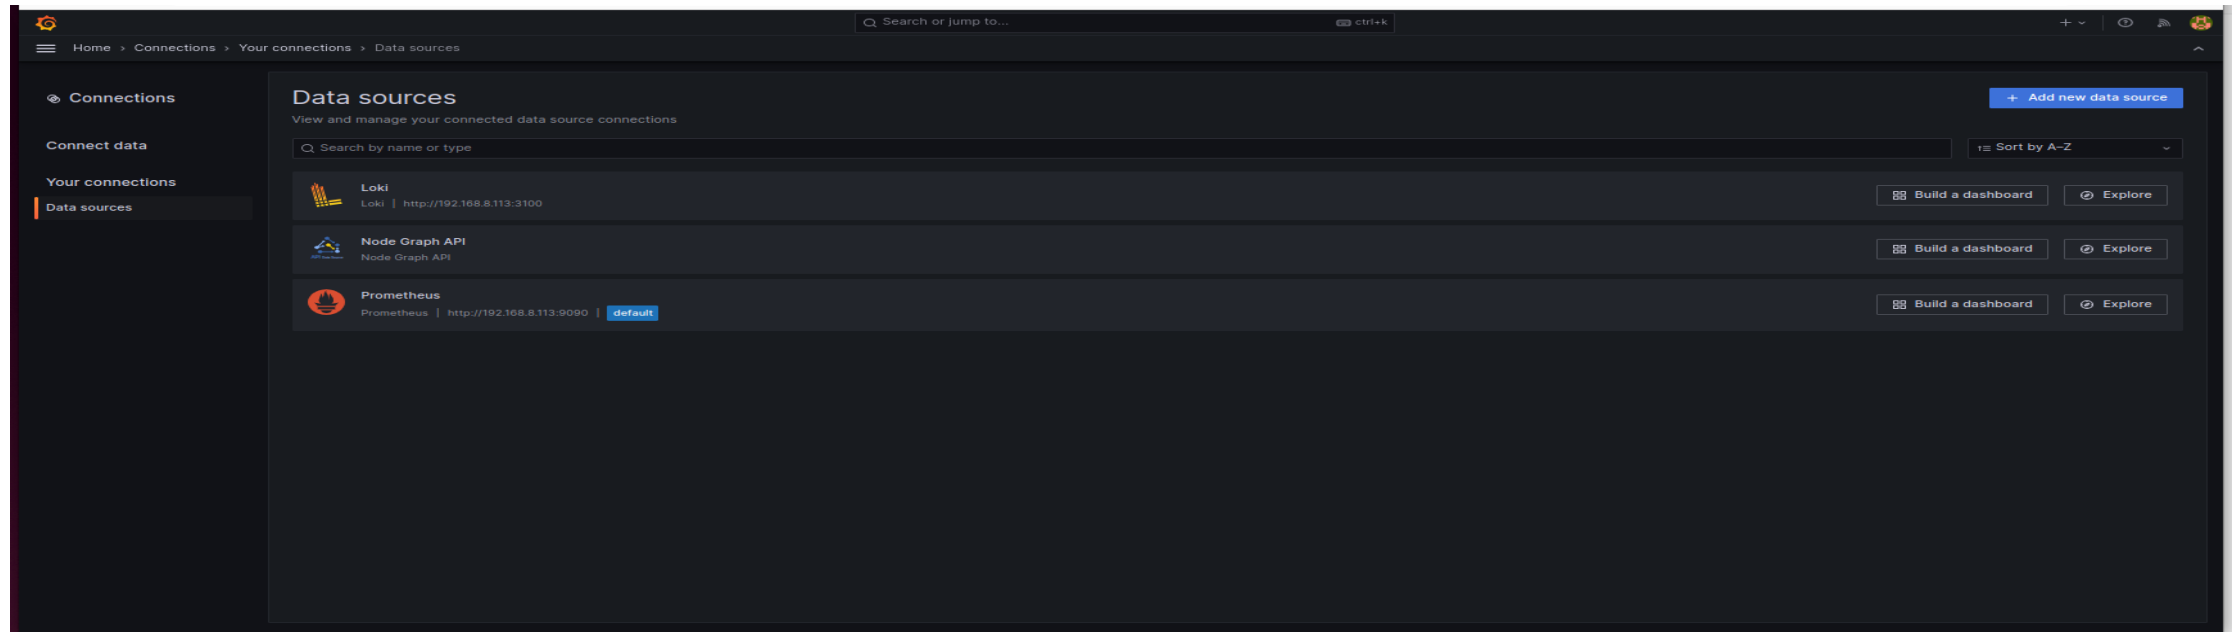 Search or jump to...
ctrl+k
Home › Connections › Your connections › Data sources
Connections
Connect data
Your connections
Data sources
Data sources
View and manage your connected data source connections
+ Add new data source
Search by name or type
Sort by A–Z
Loki
Loki | http://192.168.8.113:3100
Build a dashboard
Explore
Node Graph API
Node Graph API
Build a dashboard
Explore
Prometheus
Prometheus | http://192.168.8.113:9090 | default
Build a dashboard
Explore